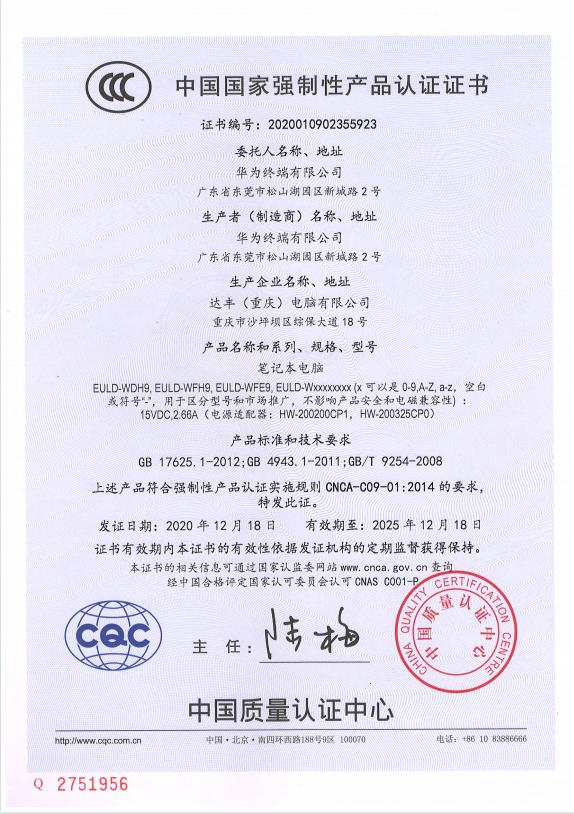 中国国家强制性产品认证证书
证书编号：2020010902355923
委托人名称、地址
华为终端有限公司
广东省东莞市松山湖园区新城路 2 号
生产者（制造商）名称、地址
华为终端有限公司
广东省东莞市松山湖园区新城路 2 号
生产企业名称、地址
达丰（重庆）电脑有限公司
重庆市沙坪坝区综保大道 18 号
产品名称和系列、规格、型号
笔记本电脑
EULD-WDH9, EULD-WFH9, EULD-WFE9, EULD-Wxxxxxxxx (x 可以是 0-9,A-Z, a-z，空白
或符号“-”，用于区分型号和市场推广，不影响产品安全和电磁兼容性)：
15VDC,2.66A（电源适配器：HW-200200CP1，HW-200325CP0）
产品标准和技术要求
GB 17625.1-2012;GB 4943.1-2011;GB/T 9254-2008
上述产品符合强制性产品认证实施规则 CNCA-C09-01:2014 的要求，
特发此证。
发证日期：2020 年 12 月 18 日 有效期至：2025 年 12 月 18 日
证书有效期内本证书的有效性依据发证机构的定期监督获得保持。
本证书的相关信息可通过国家认监委网站 www.cnca.gov.cn 查询
经中国合格评定国家认可委员会认可 CNAS C001-P
CHINA QUALITY CERTIFICATION CENTRE
中国质量认证中心
CQC
主 任： 陆梅
中国质量认证中心
http://www.cqc.com.cn 中国·北京·南四环西路188号9区 100070 电话：+86 10 83886666
Q 2751956